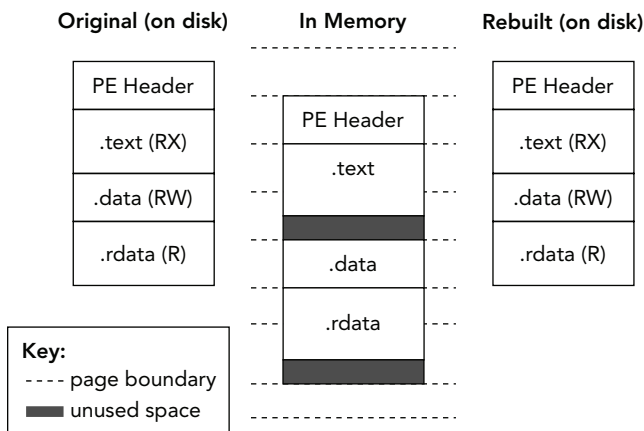 Original (on disk)
In Memory
Rebuilt (on disk)
PE Header
.text (RX)
.data (RW)
.rdata (R)
PE Header
.text
.data
.rdata
PE Header
.text (RX)
.data (RW)
.rdata (R)
Key:
page boundary
unused space